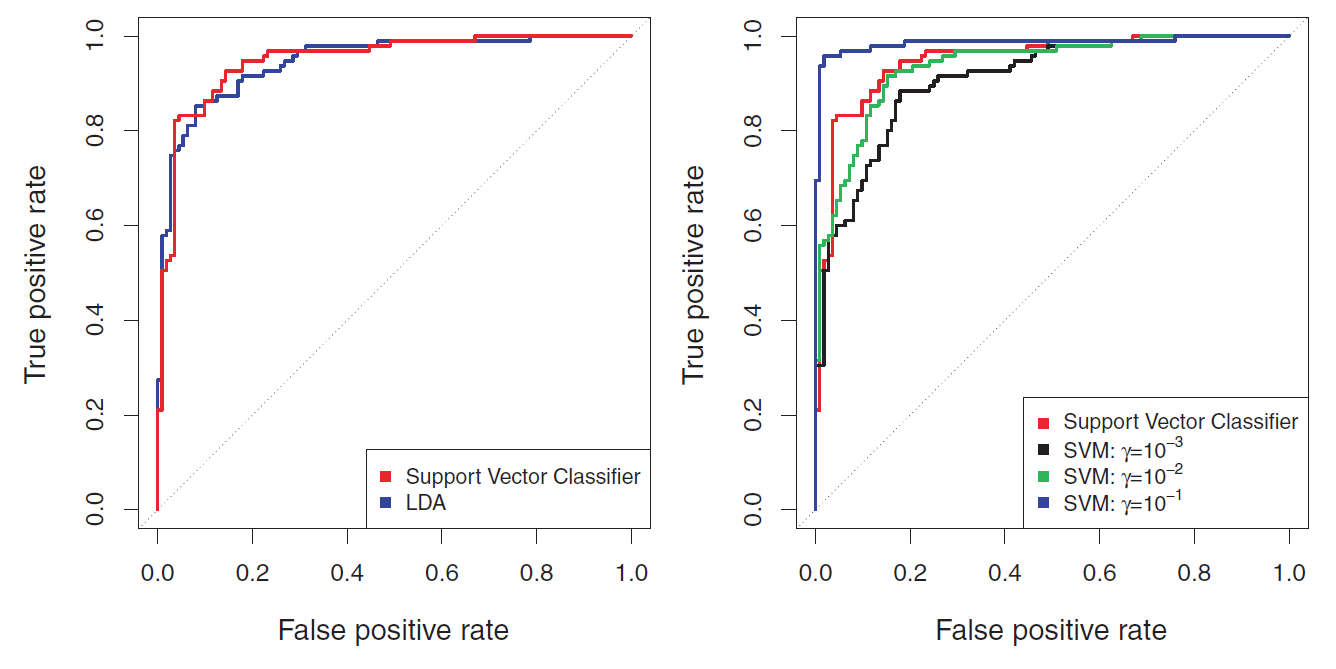 True positive rate
1.0
0.8
0.6
0.4
0.2
0.0
Support Vector Classifier
LDA
0.0 0.2 0.4 0.6 0.8 1.0
False positive rate
True positive rate
1.0
0.8
0.6
0.4
0.2
0.0
Support Vector Classifier
SVM: γ=10⁻³
SVM: γ=10⁻²
SVM: γ=10⁻¹
0.0 0.2 0.4 0.6 0.8 1.0
False positive rate